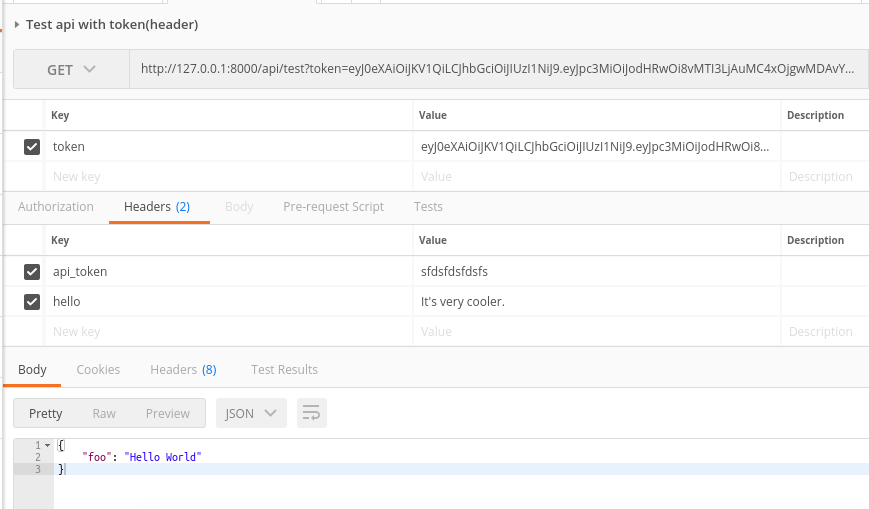 Test api with token(header)
GET http://127.0.0.1:8000/api/test?token=eyJ0eXAiOiJKV1QiLCJhbGciOiJIUzI1NiJ9.eyJpc3MiOiJodHRwOi8vMTI3LjAuMC4xOjgwMDAvY...
Key Value Description
token eyJ0eXAiOiJKV1QiLCJhbGciOiJIUzI1NiJ9.eyJpc3MiOiJodHRwOi8...
New key Value Description
Authorization Headers (2) Body Pre-request Script Tests
Key Value Description
api_token sfdsfdsfdsfs
hello It's very cooler.
New key Value Description
Body Cookies Headers (8) Test Results
Pretty Raw Preview JSON
1 {
2 "foo": "Hello World"
3 }